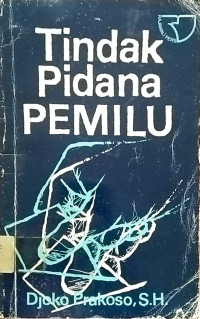 Tindak
Pidana
PEMILU
Djoko Prakoso, S.H.